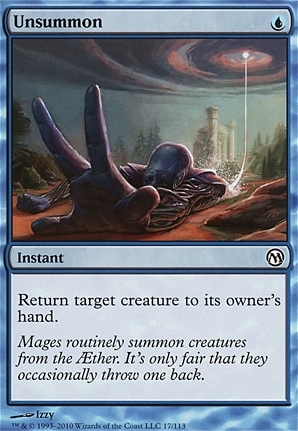 Unsummon
Instant
Return target creature to its owner's
hand.
Mages routinely summon creatures
from the Æther. It's only fair that they
occasionally throw one back.
Izzy
™ & © 1993–2010 Wizards of the Coast LLC 17/113